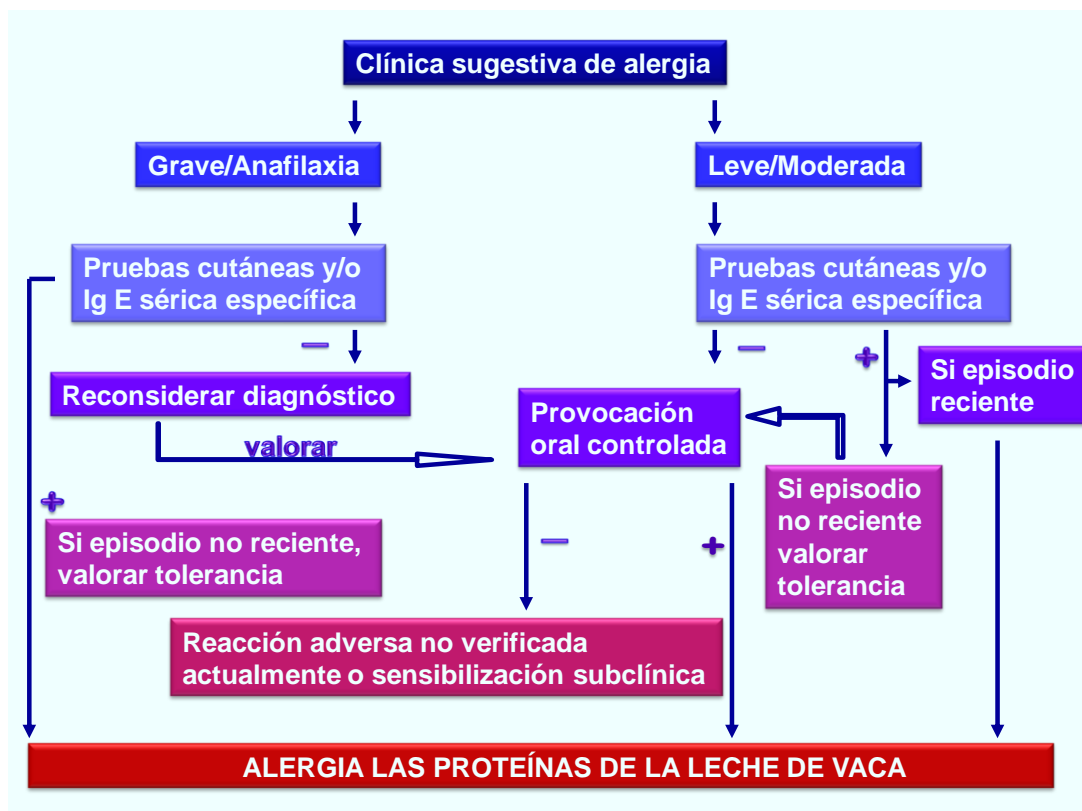 Clínica sugestiva de alergia
Grave/Anafilaxia
Leve/Moderada
Pruebas cutáneas y/o
Ig E sérica específica
Pruebas cutáneas y/o
Ig E sérica específica
—
—
+
Si episodio
reciente
Reconsiderar diagnóstico
Provocación
oral controlada
valorar
Si episodio
no reciente
valorar
tolerancia
+
Si episodio no reciente,
valorar tolerancia
—
+
Reacción adversa no verificada
actualmente o sensibilización subclínica
ALERGIA LAS PROTEÍNAS DE LA LECHE DE VACA